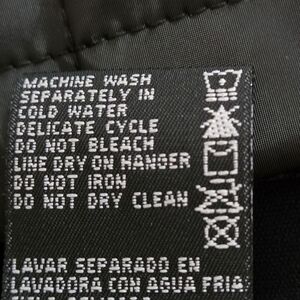 MACHINE WASH
SEPARATELY IN
COLD WATER
DELICATE CYCLE
DO NOT BLEACH
LINE DRY ON HANGER
DO NOT IRON
DO NOT DRY CLEAN
LAVAR SEPARADO EN
LAVADORA CON AGUA FRIA